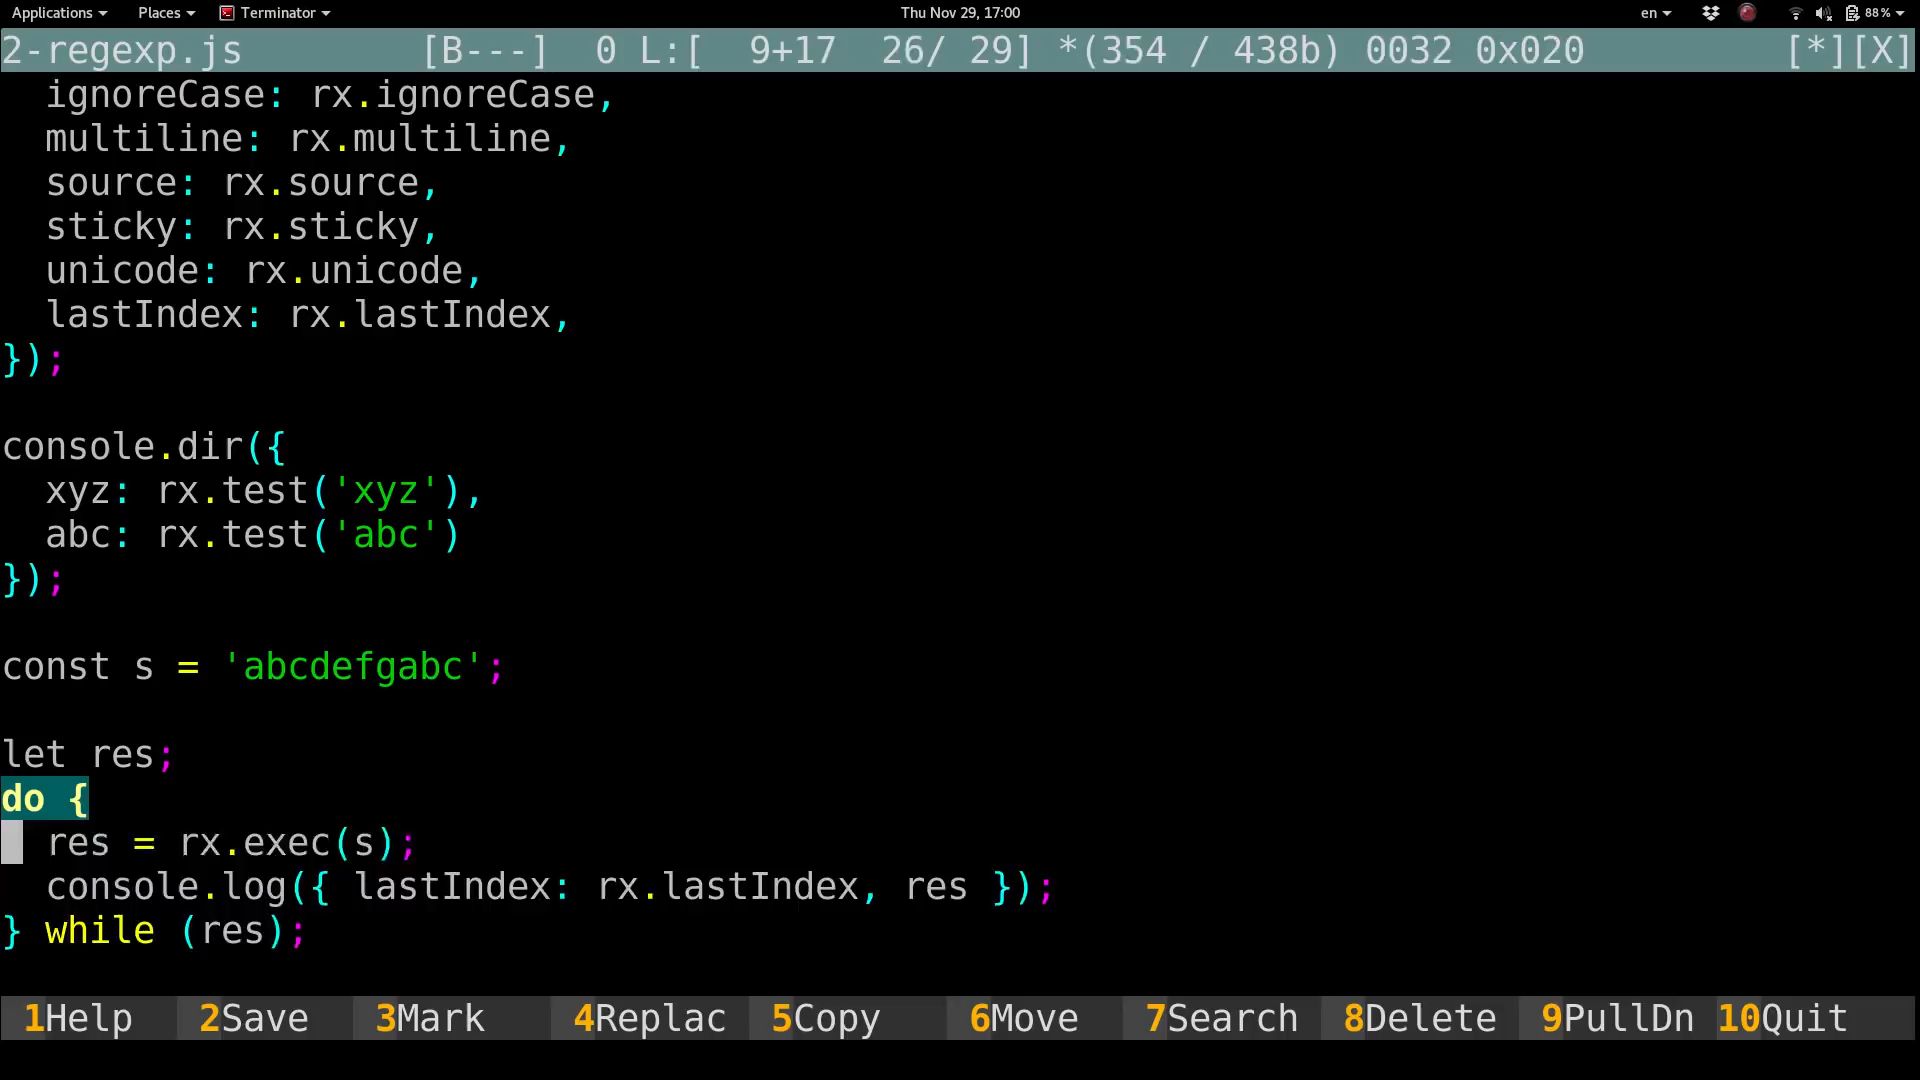 Applications Places Terminator Thu Nov 29, 17:00 en 88%
2-regexp.js [B---] 0 L:[ 9+17 26/ 29] *(354 / 438b) 0032 0x020 [*][X]
ignoreCase: rx.ignoreCase,
multiline: rx.multiline,
source: rx.source,
sticky: rx.sticky,
unicode: rx.unicode,
lastIndex: rx.lastIndex,
});
console.dir({
xyz: rx.test('xyz'),
abc: rx.test('abc')
});
const s = 'abcdefgabc';
let res;
do {
res = rx.exec(s);
console.log({ lastIndex: rx.lastIndex, res });
} while (res);
1Help 2Save 3Mark 4Replac 5Copy 6Move 7Search 8Delete 9PullDn 10Quit